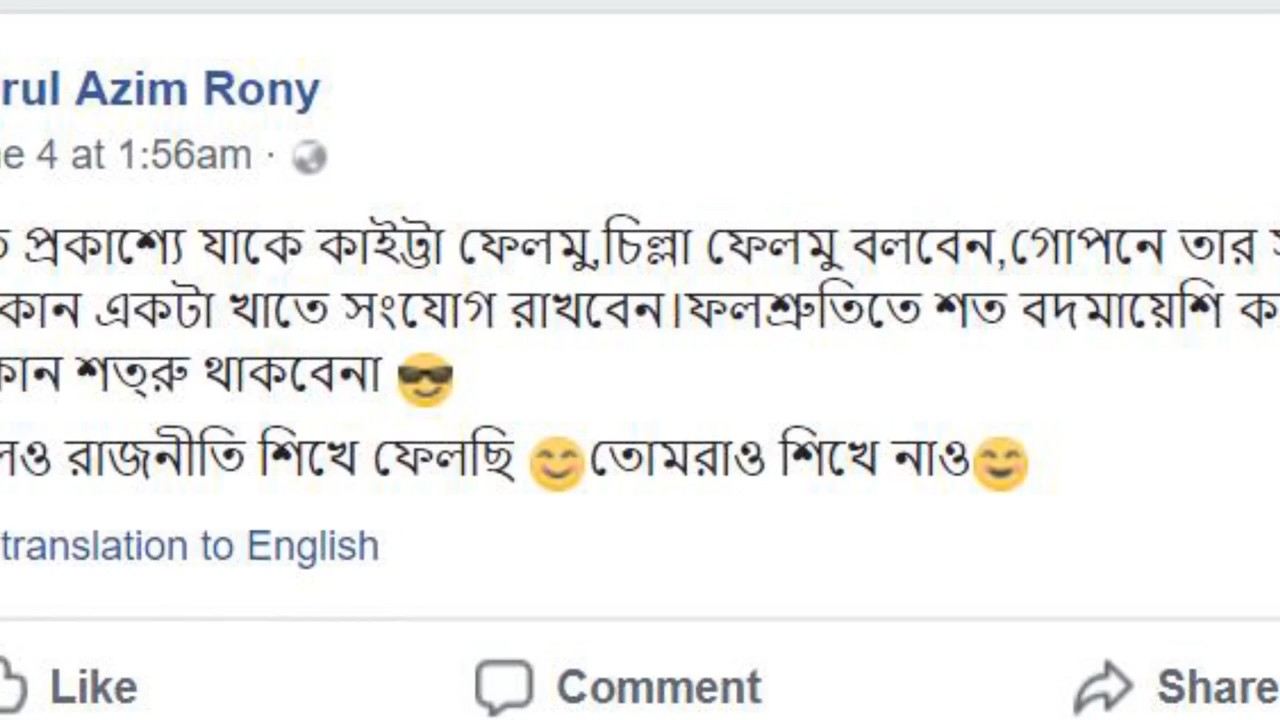 rul Azim Rony
e 4 at 1:56am ·
প্রকাশ্যে যাকে কাইট্টা ফেলমু,চিল্লা ফেলমু বলবেন,গোপনে তার
কান একটা খাতে সংযোগ রাখবেন।ফলশ্রুতিতে শত বদমায়েশি ক
কান শত্রু থাকবেনা 😎
লও রাজনীতি শিখে ফেলছি 😊তোমরাও শিখে নাও😊
translation to English
Like
Comment
Share